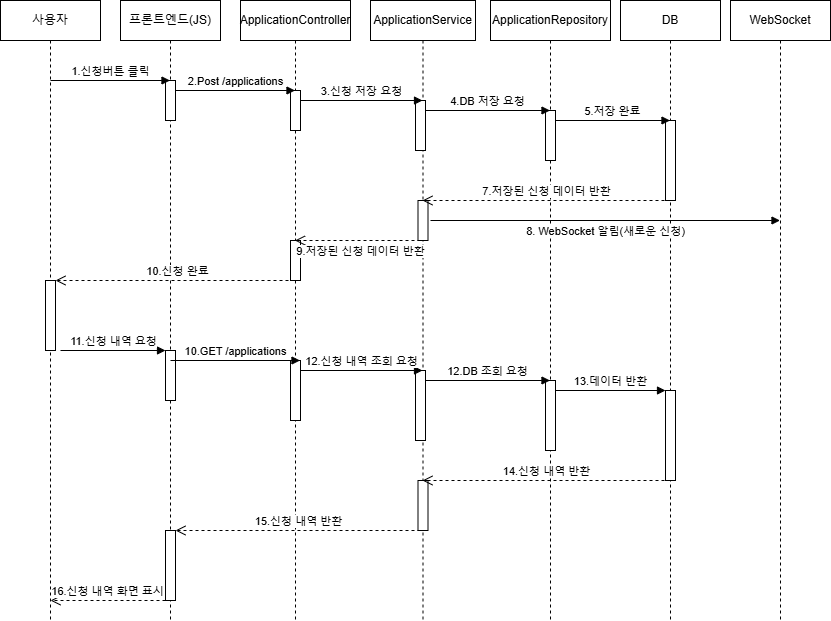 사용자
프론트엔드(JS)
ApplicationController
ApplicationService
ApplicationRepository
DB
WebSocket
1.신청버튼 클릭
2.Post /applications
3.신청 저장 요청
4.DB 저장 요청
5.저장 완료
7.저장된 신청 데이터 반환
8. WebSocket 알림(새로운 신청)
9.저장된 신청 데이터 반환
10.신청 완료
11.신청 내역 요청
10.GET /applications
12.신청 내역 조회 요청
12.DB 조회 요청
13.데이터 반환
14.신청 내역 반환
15.신청 내역 반환
16.신청 내역 화면 표시